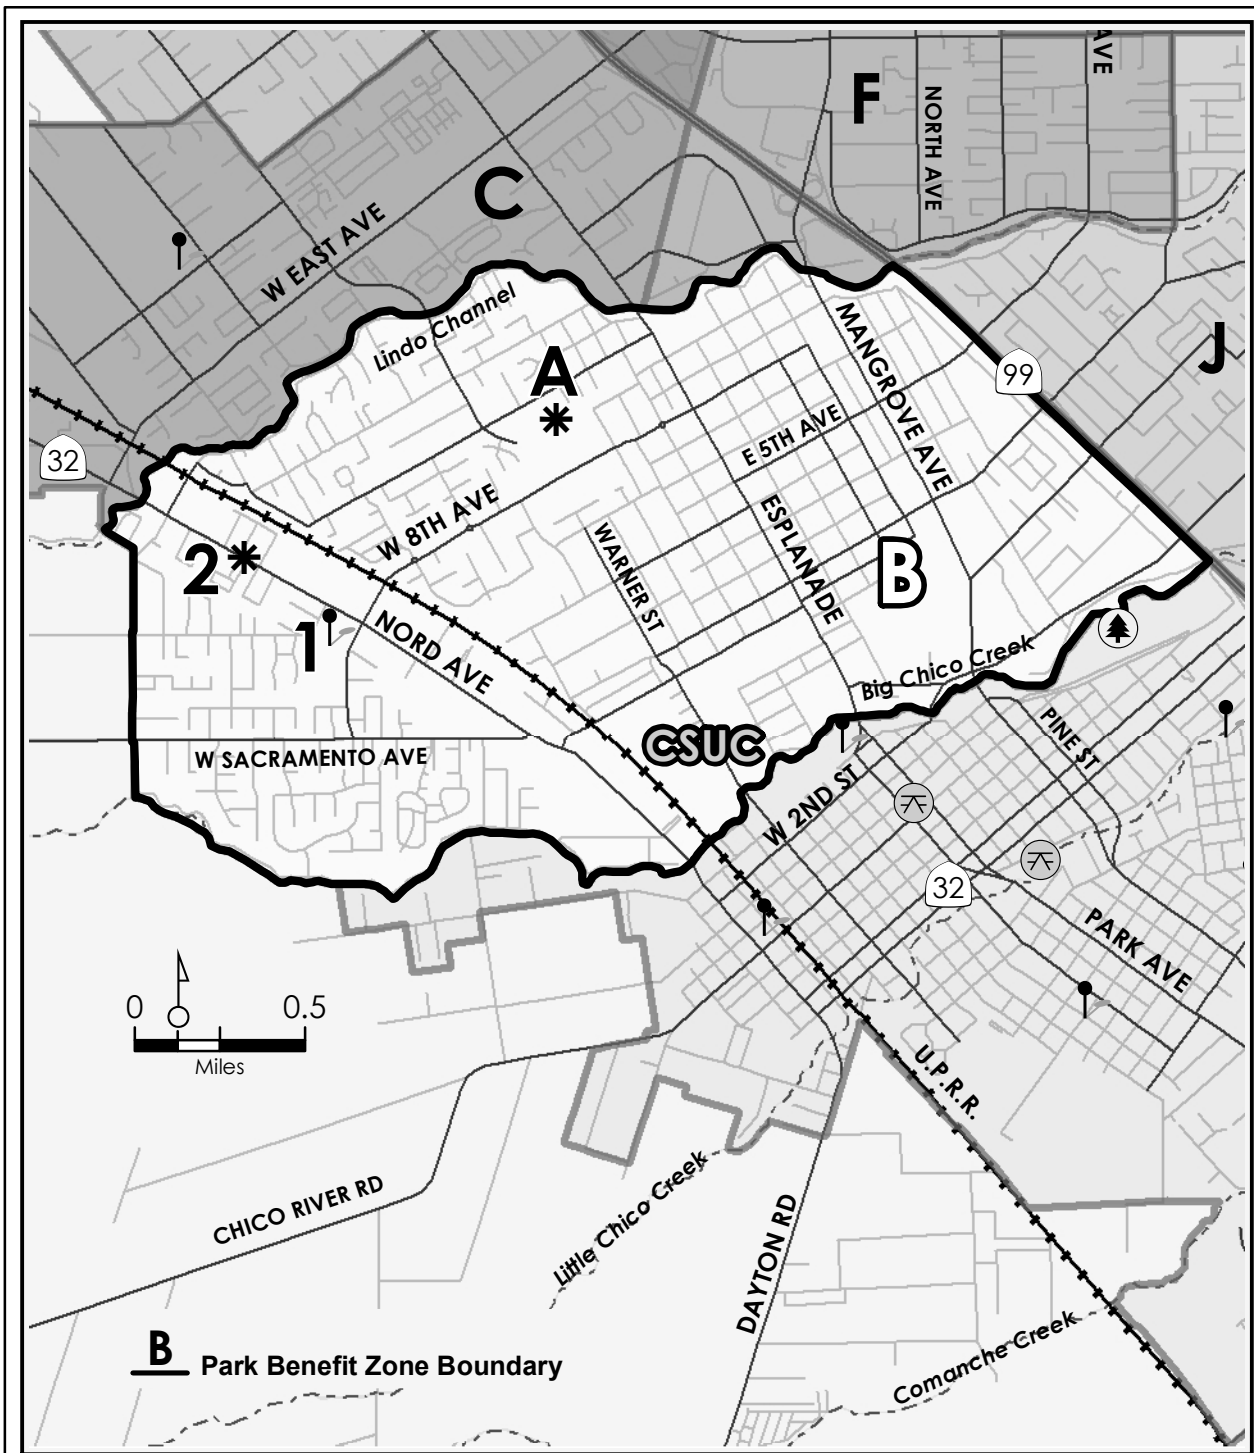 AVE
F
NORTH AVE
C
W EAST AVE
J
Lindo Channel
MANGROVE AVE
A
99
E 5TH AVE
32
W 8TH AVE
ESPLANADE
WARNER ST
B
2
1
NORD AVE
Big Chico Creek
CSUC
PINE ST
W SACRAMENTO AVE
W 2ND ST
32
PARK AVE
0 0.5
Miles
U.P.R.R.
CHICO RIVER RD
Little Chico Creek
DAYTON RD
Comanche Creek
B Park Benefit Zone Boundary